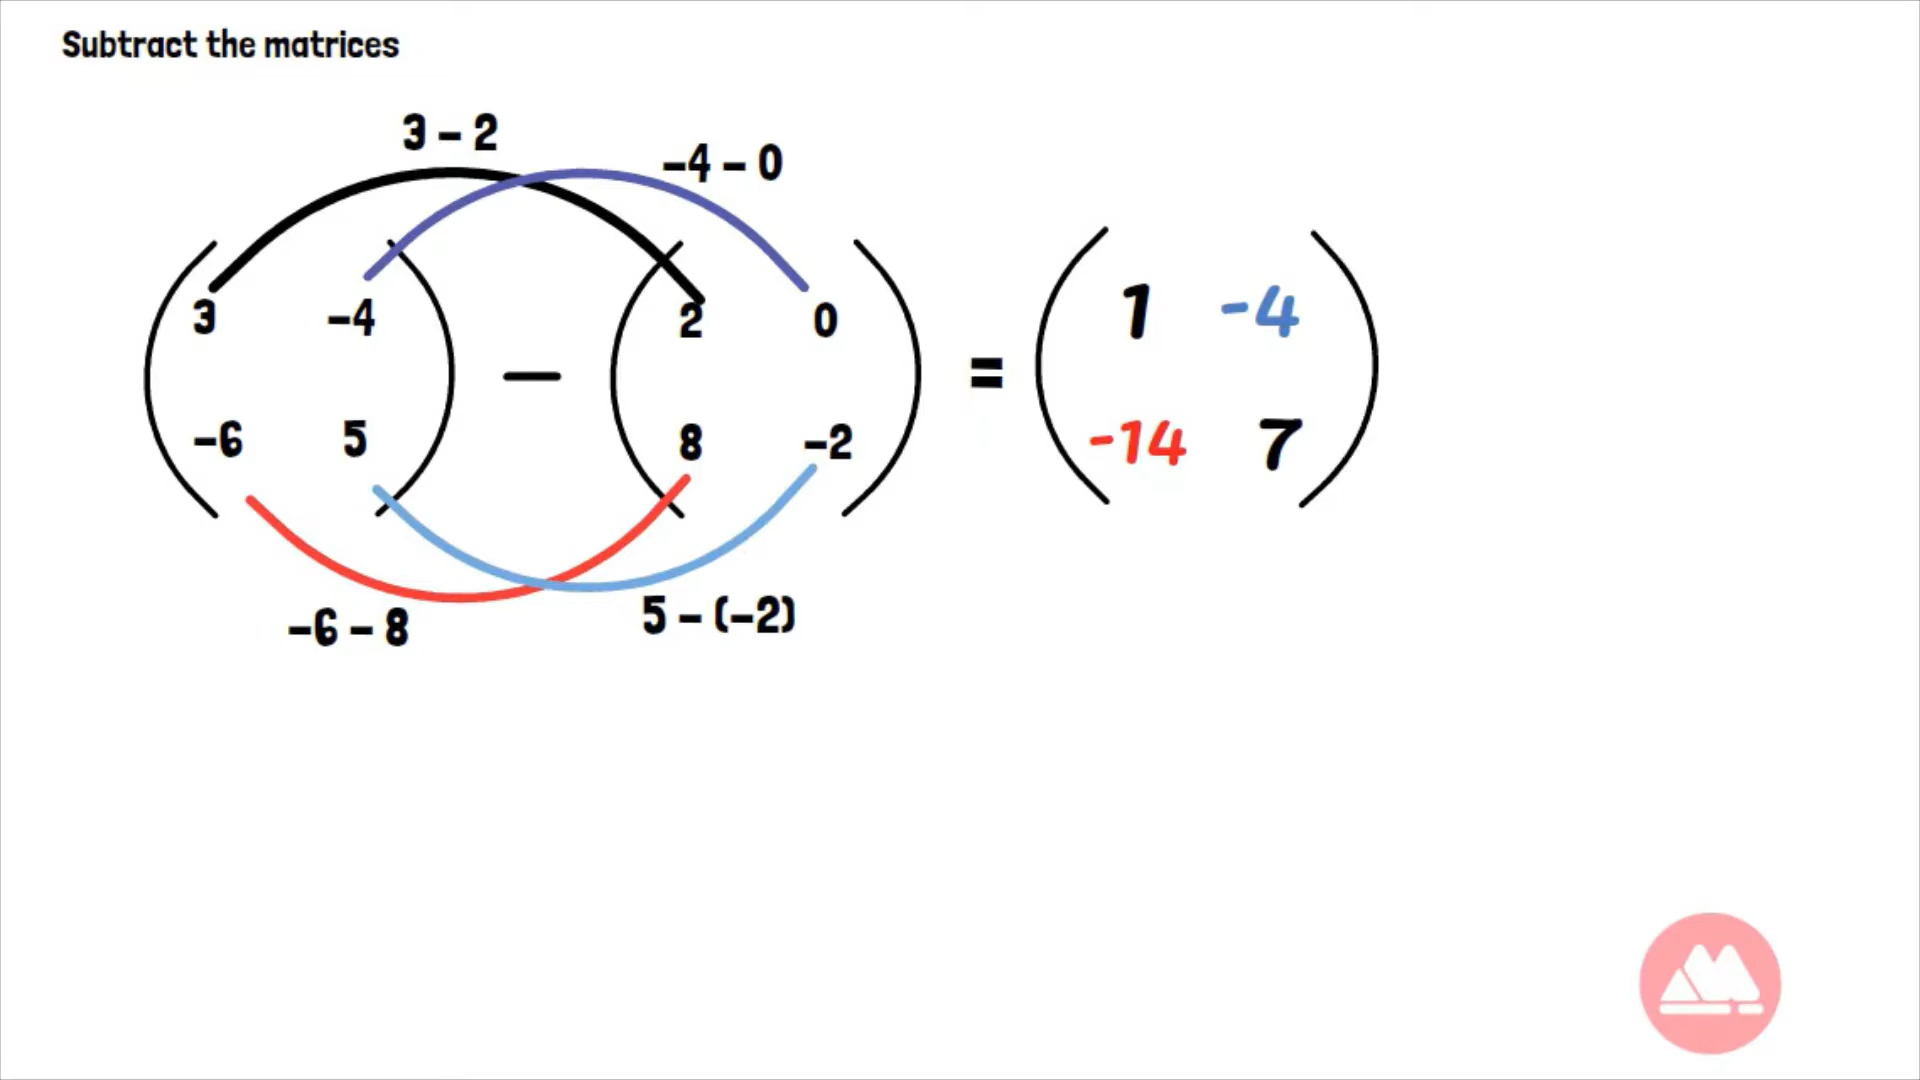 Subtract the matrices
3 – 2
–4 – 0
3 –4 2 0
– =
1 -4
–6 5 8 –2
-14 7
–6 – 8
5 – (–2)